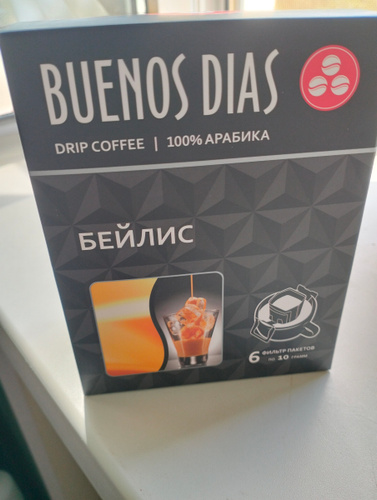 BUENOS DIAS
DRIP COFFEE | 100% АРАБИКА
БЕЙЛИС
6 ФИЛЬТР ПАКЕТОВ
ПО 10 ГРАММ